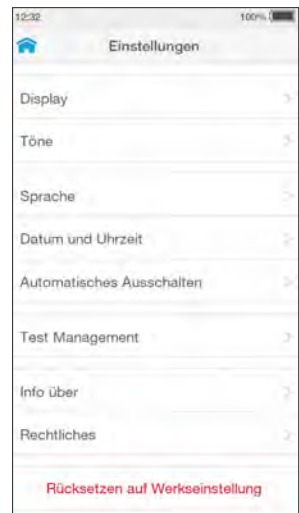 12:32 100%
Einstellungen
Display
Töne
Sprache
Datum und Uhrzeit
Automatisches Ausschalten
Test Management
Info über
Rechtliches
Rücksetzen auf Werkseinstellung